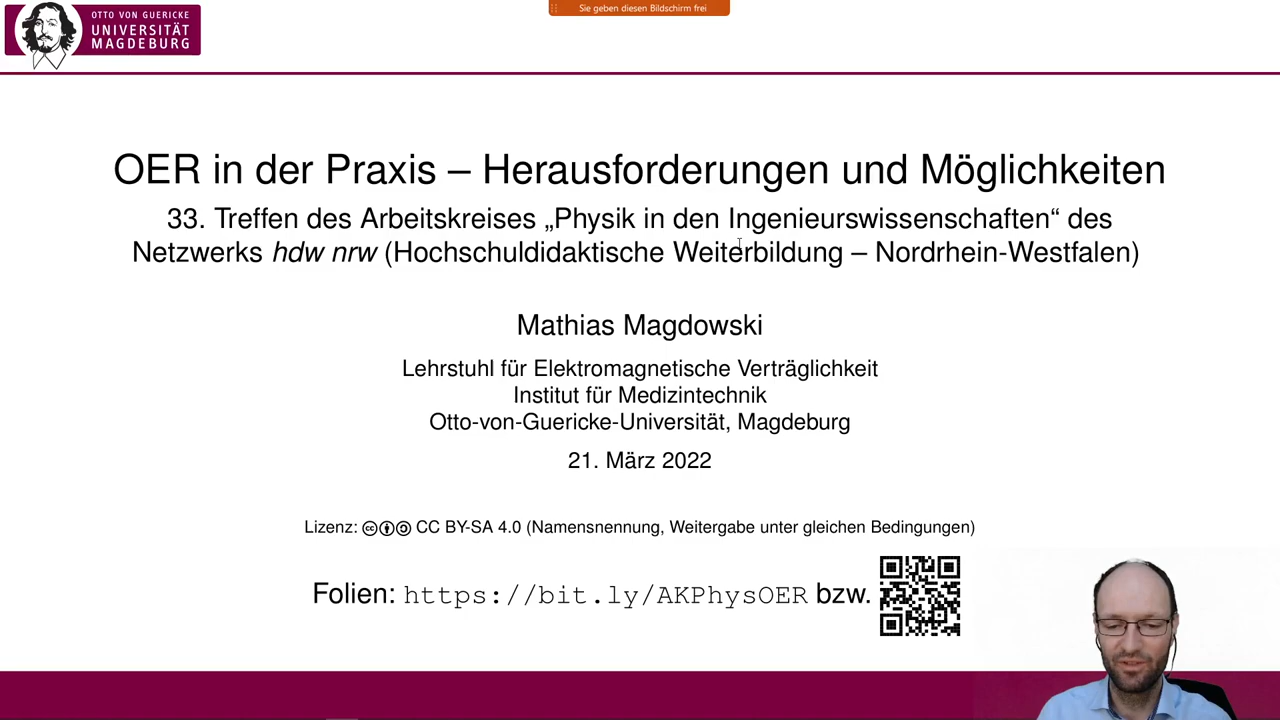 OTTO VON GUERICKE
UNIVERSITÄT
MAGDEBURG
Sie geben diesen Bildschirm frei
OER in der Praxis – Herausforderungen und Möglichkeiten
33. Treffen des Arbeitskreises „Physik in den Ingenieurswissenschaften“ des
Netzwerks hdw nrw (Hochschuldidaktische Weiterbildung – Nordrhein-Westfalen)
Mathias Magdowski
Lehrstuhl für Elektromagnetische Verträglichkeit
Institut für Medizintechnik
Otto-von-Guericke-Universität, Magdeburg
21. März 2022
Lizenz: CC BY-SA 4.0 (Namensnennung, Weitergabe unter gleichen Bedingungen)
Folien: https://bit.ly/AKPhysOER bzw.